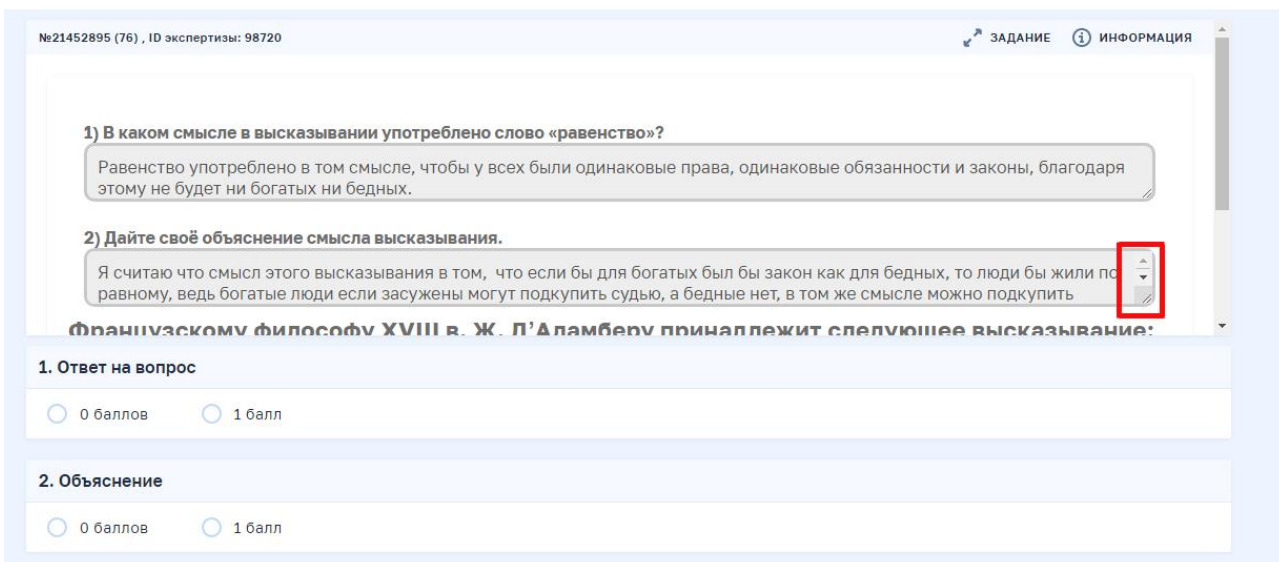 №21452895 (76) , ID экспертизы: 98720
ЗАДАНИЕ
ИНФОРМАЦИЯ
1) В каком смысле в высказывании употреблено слово «равенство»?
Равенство употреблено в том смысле, чтобы у всех были одинаковые права, одинаковые обязанности и законы, благодаря
этому не будет ни богатых ни бедных.
2) Дайте своё объяснение смысла высказывания.
Я считаю что смысл этого высказывания в том, что если бы для богатых был бы закон как для бедных, то люди бы жили по
равному, ведь богатые люди если засужены могут подкупить судью, а бедные нет, в том же смысле можно подкупить
Французскому философу XVIII в. Ж. Д’Аламберу принадлежит следующее высказывание:
1. Ответ на вопрос
0 баллов
1 балл
2. Объяснение
0 баллов
1 балл